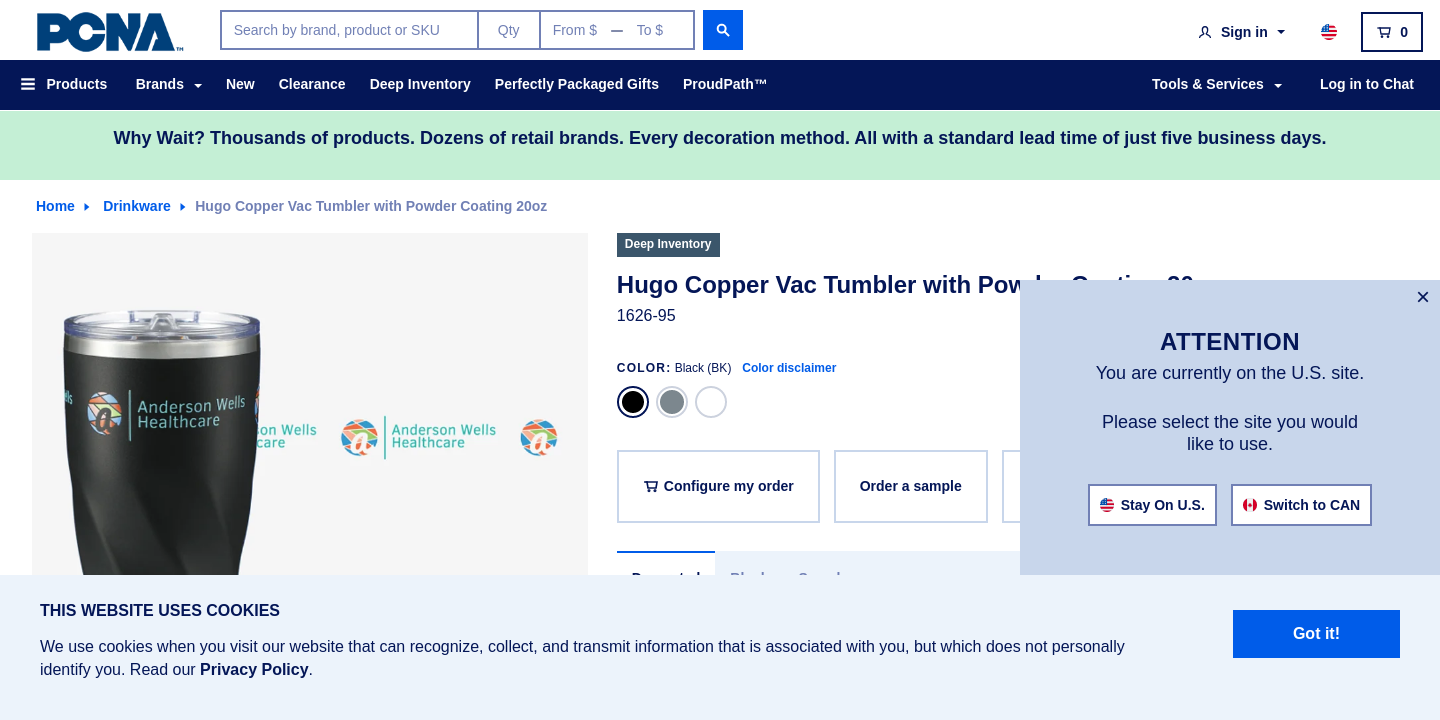 PCNA™
Search by brand, product or SKU
Qty
From $ — To $
Sign in
0
Products
Brands
New
Clearance
Deep Inventory
Perfectly Packaged Gifts
ProudPath™
Tools & Services
Log in to Chat
Why Wait? Thousands of products. Dozens of retail brands. Every decoration method. All with a standard lead time of just five business days.
Home
Drinkware
Hugo Copper Vac Tumbler with Powder Coating 20oz
Anderson Wells
Healthcare
Anderson Wells
Healthcare
Deep Inventory
Hugo Copper Vac Tumbler with
1626-95
COLOR: Black (BK) Color disclaimer
Configure my order
Order a sample
×
ATTENTION
You are currently on the U.S. site.
Please select the site you would
like to use.
Stay On U.S.
Switch to CAN
THIS WEBSITE USES COOKIES
We use cookies when you visit our website that can recognize, collect, and transmit information that is associated with you, but which does not personally
identify you. Read our Privacy Policy.
Got it!